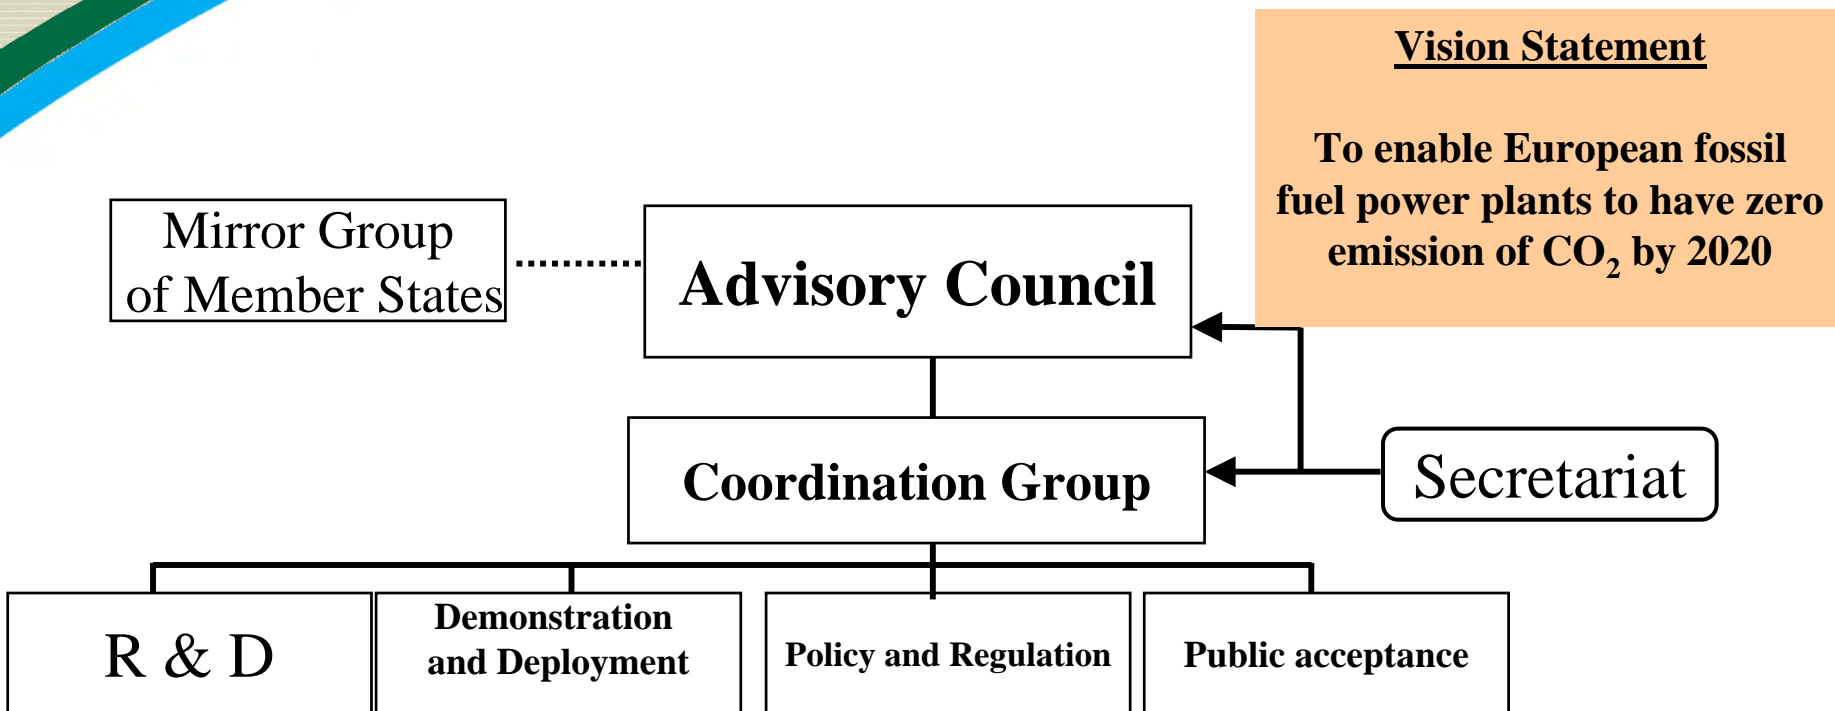 Vision Statement
To enable European fossil
fuel power plants to have zero
emission of CO₂ by 2020
Mirror Group
of Member States
Advisory Council
Coordination Group
Secretariat
R & D
Demonstration
and Deployment
Policy and Regulation
Public acceptance